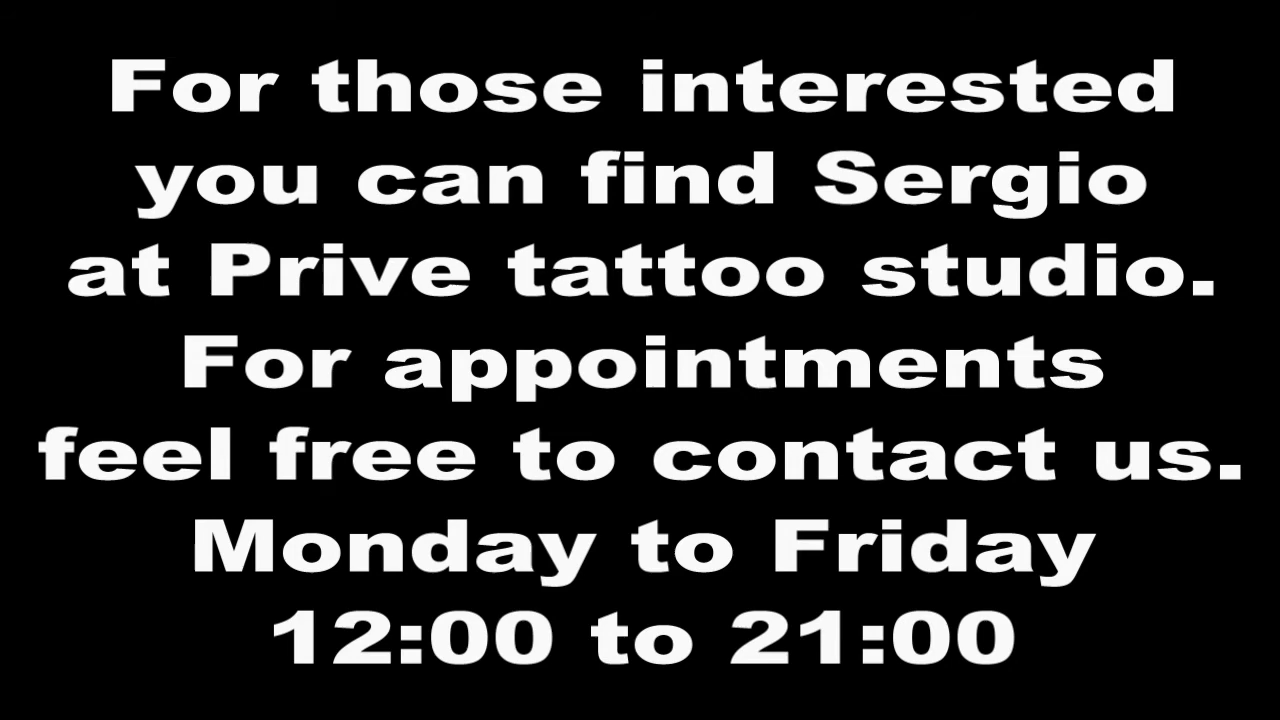 For those interested
you can find Sergio
at Prive tattoo studio.
For appointments
feel free to contact us.
Monday to Friday
12:00 to 21:00